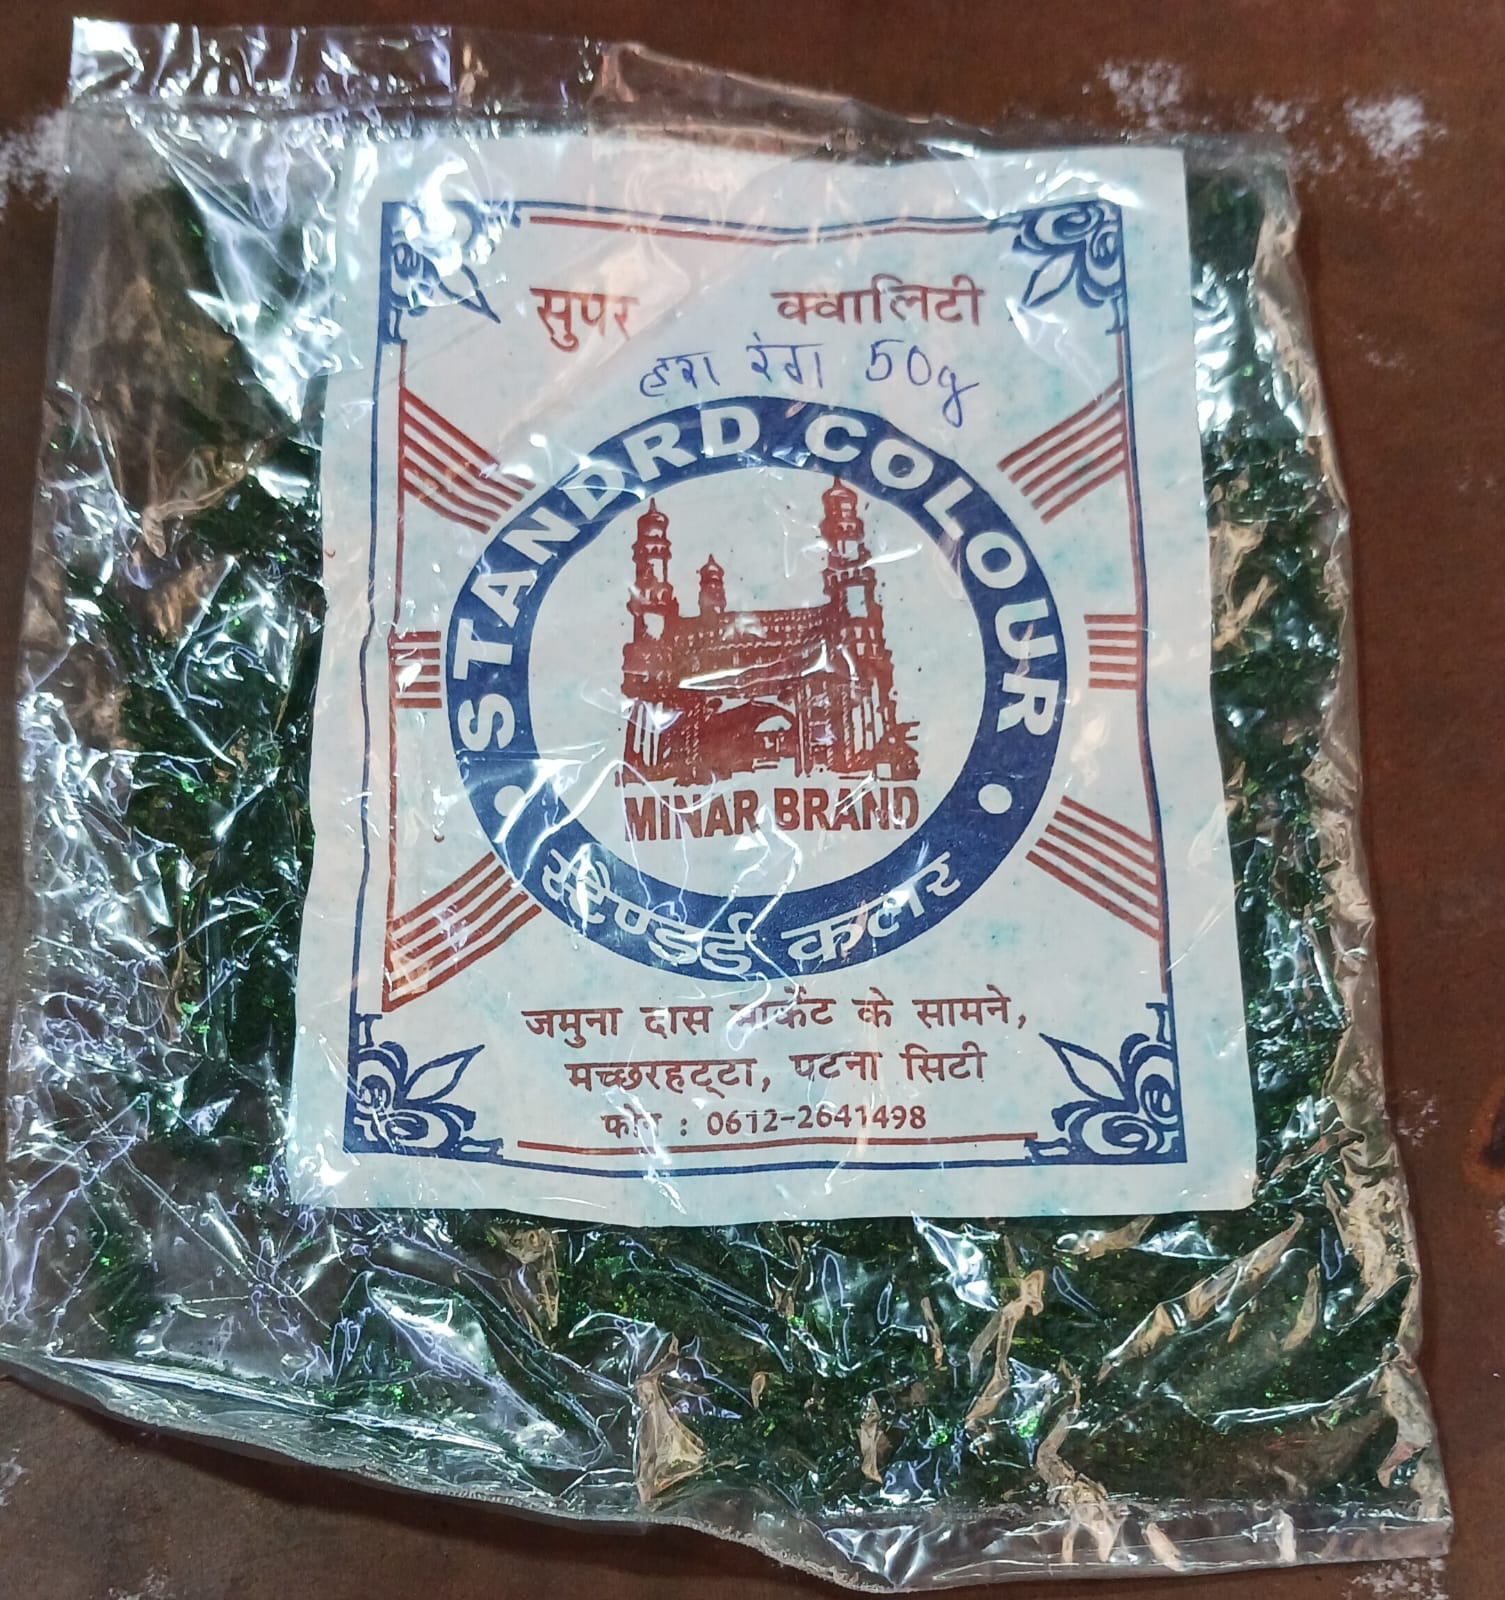 सुपर क्वालिटी
हरा रंग 50g
STANDRD COLOUR
MINAR BRAND
स्टैण्डर्ड कलर
जमुना दास मार्केट के सामने,
मच्छरहट्टा, पटना सिटी
फोन : 0612-2641498